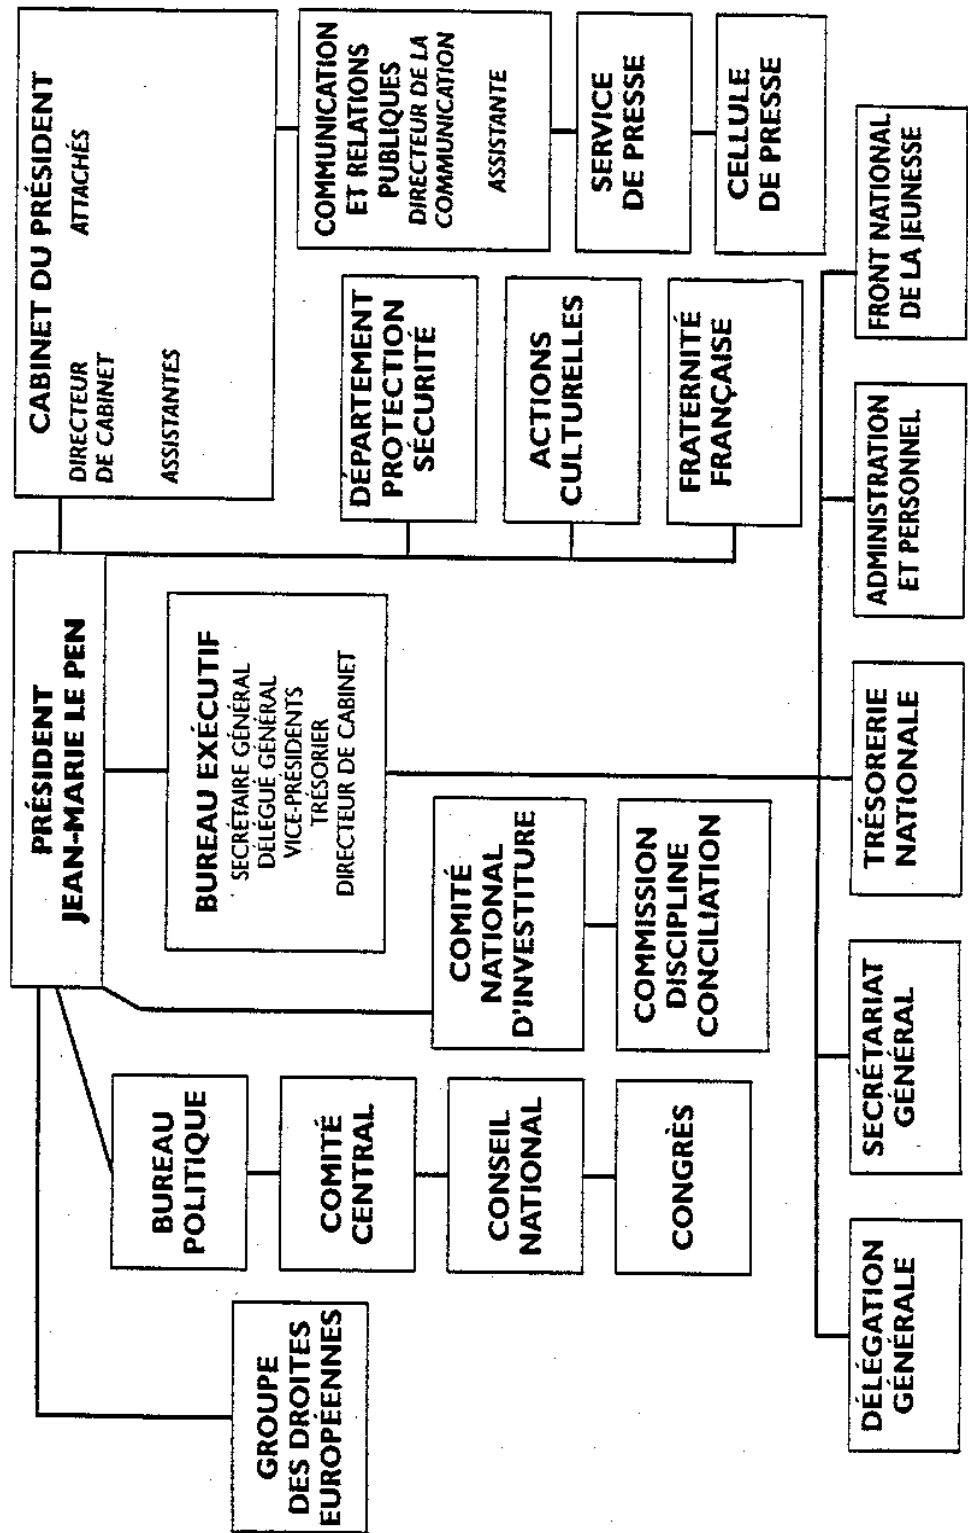 PRÉSIDENT
JEAN-MARIE LE PEN
CABINET DU PRÉSIDENT
DIRECTEUR
DE CABINET
ATTACHÉS
ASSISTANTES
BUREAU EXÉCUTIF
SECRÉTAIRE GÉNÉRAL
DÉLÉGUÉ GÉNÉRAL
VICE-PRÉSIDENTS
TRÉSORIER
DIRECTEUR DE CABINET
COMMUNICATION
ET RELATIONS
PUBLIQUES
DIRECTEUR DE LA
COMMUNICATION
ASSISTANTE
SERVICE
DE PRESSE
CELLULE
DE PRESSE
DÉPARTEMENT
PROTECTION
SÉCURITÉ
ACTIONS
CULTURELLES
FRATERNITÉ
FRANÇAISE
GROUPE
DES DROITES
EUROPÉENNES
BUREAU
POLITIQUE
COMITÉ
CENTRAL
CONSEIL
NATIONAL
CONGRÈS
COMITÉ
NATIONAL
D'INVESTITURE
COMMISSION
DISCIPLINE
CONCILIATION
DÉLÉGATION
GÉNÉRALE
SECRÉTARIAT
GÉNÉRAL
TRÉSORERIE
NATIONALE
ADMINISTRATION
ET PERSONNEL
FRONT NATIONAL
DE LA JEUNESSE